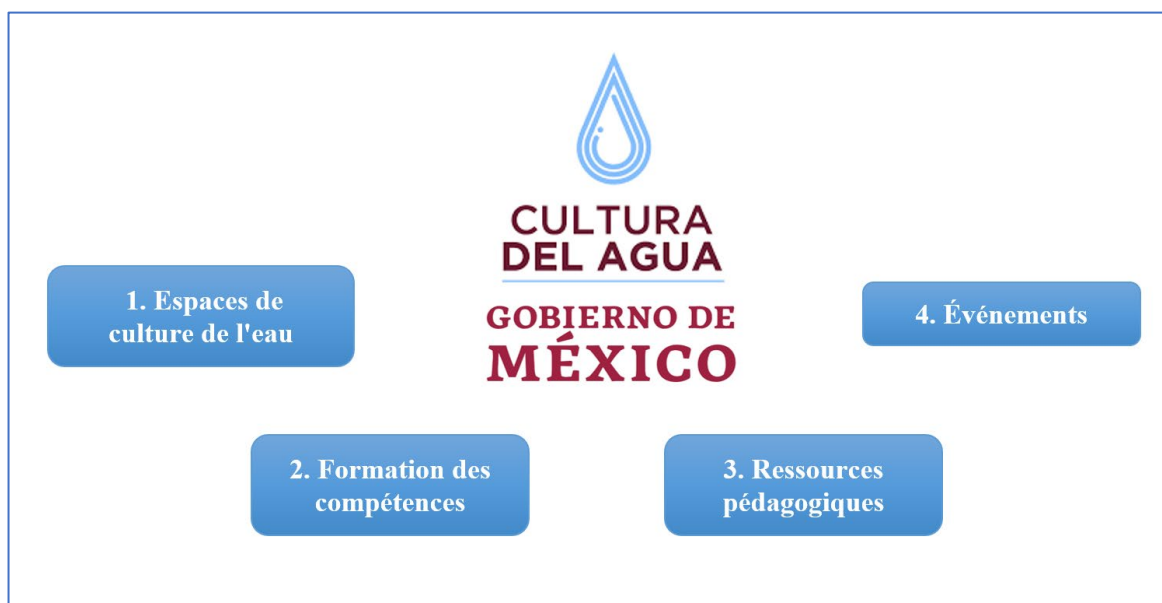 CULTURA
DEL AGUA
GOBIERNO DE
MÉXICO
1. Espaces de
culture de l'eau
2. Formation des
compétences
3. Ressources
pédagogiques
4. Événements